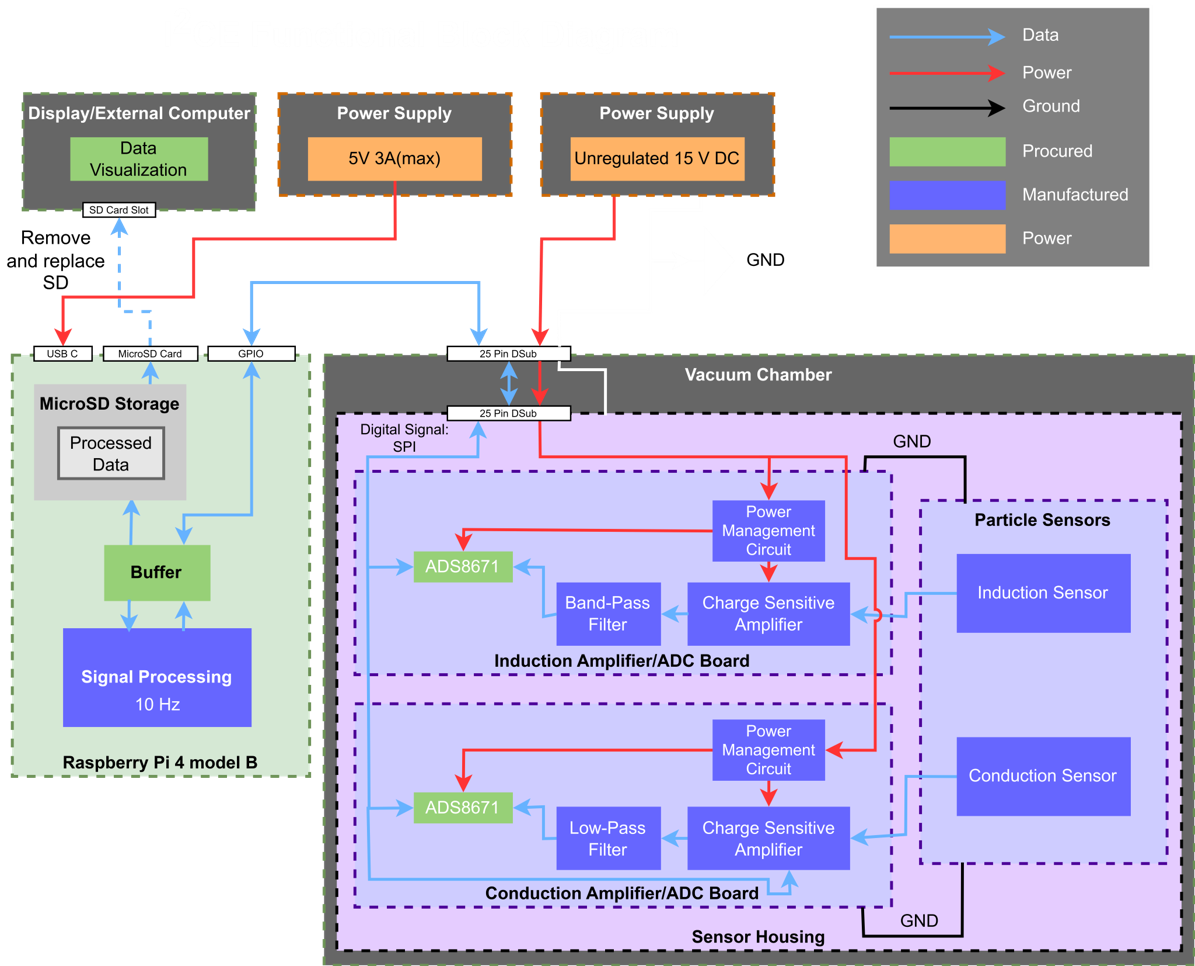 Data
Power
Ground
Procured
Manufactured
Power
Display/External Computer
Data
Visualization
SD Card Slot
Power Supply
5V 3A(max)
Power Supply
Unregulated 15 V DC
Remove
and replace
SD
GND
USB C
MicroSD Card
GPIO
25 Pin DSub
MicroSD Storage
Processed
Data
Buffer
Signal Processing
10 Hz
Raspberry Pi 4 model B
Vacuum Chamber
25 Pin DSub
Digital Signal:
SPI
GND
Power
Management
Circuit
ADS8671
Band-Pass
Filter
Charge Sensitive
Amplifier
Induction Amplifier/ADC Board
Particle Sensors
Induction Sensor
Conduction Sensor
Power
Management
Circuit
ADS8671
Low-Pass
Filter
Charge Sensitive
Amplifier
Conduction Amplifier/ADC Board
GND
Sensor Housing